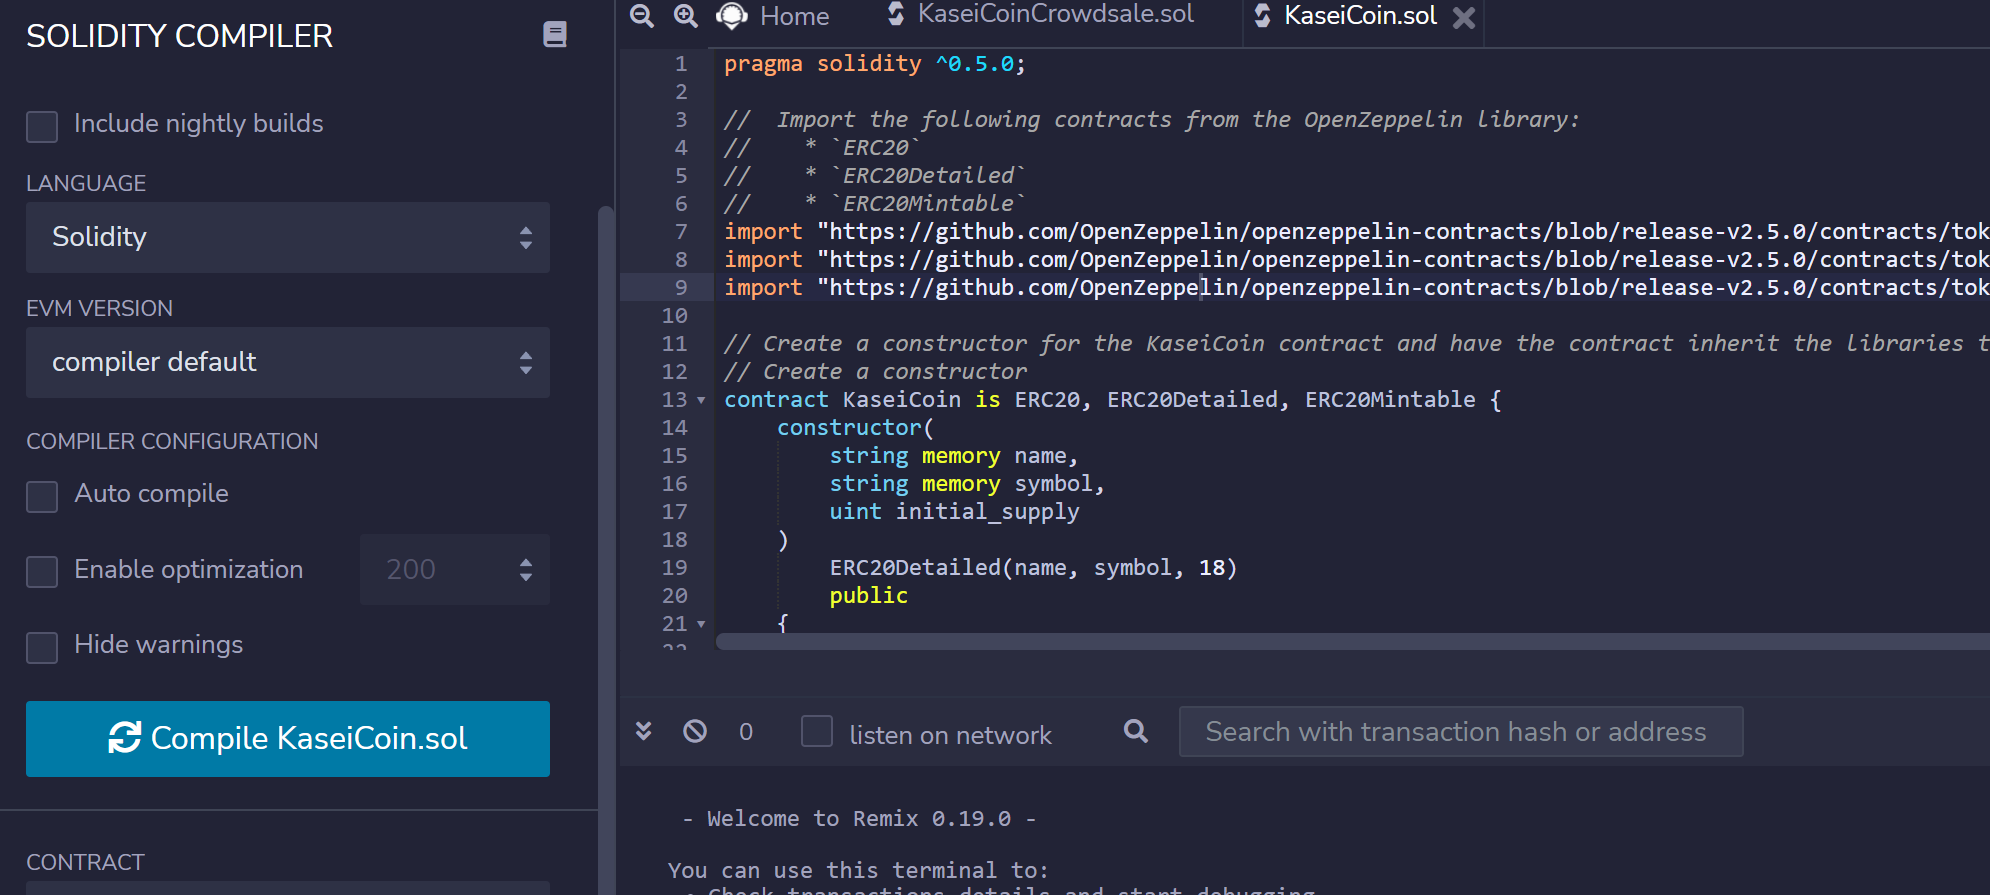 SOLIDITY COMPILER
Include nightly builds
LANGUAGE
Solidity
EVM VERSION
compiler default
COMPILER CONFIGURATION
Auto compile
Enable optimization 200
Hide warnings
Compile KaseiCoin.sol
CONTRACT
Home KaseiCoinCrowdsale.sol KaseiCoin.sol
1 pragma solidity ^0.5.0;
2
3 //  Import the following contracts from the OpenZeppelin library:
4 //    * `ERC20`
5 //    * `ERC20Detailed`
6 //    * `ERC20Mintable`
7 import "https://github.com/OpenZeppelin/openzeppelin-contracts/blob/release-v2.5.0/contracts/tok
8 import "https://github.com/OpenZeppelin/openzeppelin-contracts/blob/release-v2.5.0/contracts/tok
9 import "https://github.com/OpenZeppelin/openzeppelin-contracts/blob/release-v2.5.0/contracts/tok
10
11 // Create a constructor for the KaseiCoin contract and have the contract inherit the libraries t
12 // Create a constructor
13 contract KaseiCoin is ERC20, ERC20Detailed, ERC20Mintable {
14     constructor(
15         string memory name,
16         string memory symbol,
17         uint initial_supply
18     )
19         ERC20Detailed(name, symbol, 18)
20         public
21     {
22
0 listen on network Search with transaction hash or address
- Welcome to Remix 0.19.0 -
You can use this terminal to:
· Check transactions details and start debugging.